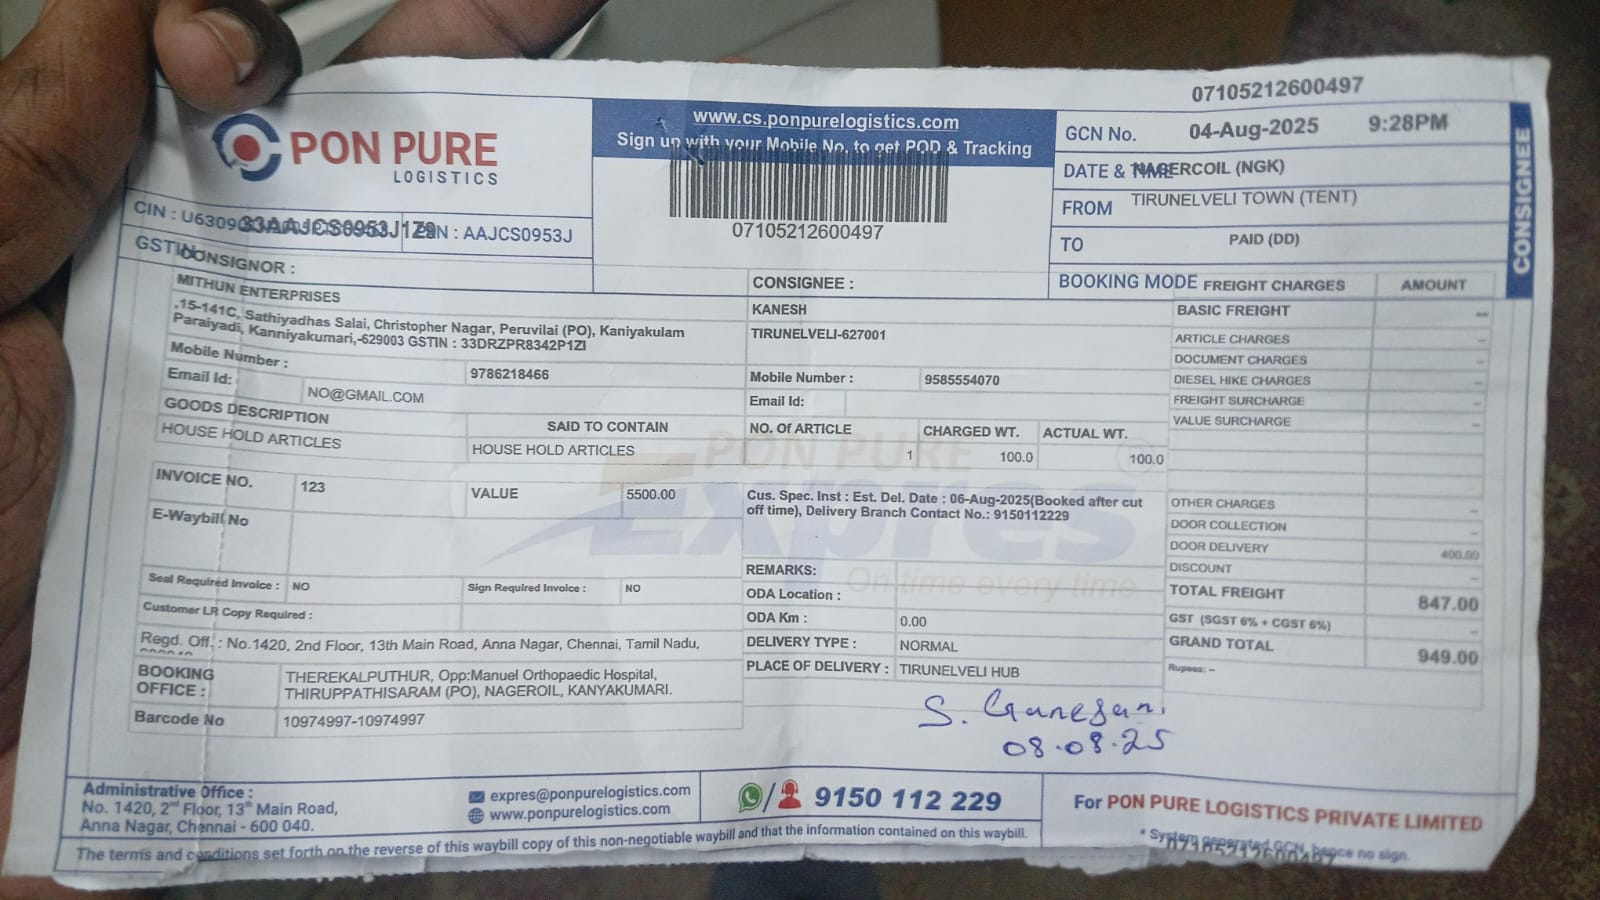 07105212600497
PON PURE
LOGISTICS
www.cs.ponpurelogistics.com
Sign up with your Mobile No. to get POD & Tracking
07105212600497
GCN No. 04-Aug-2025 9:28PM
DATE & TIME NAGERCOIL (NGK)
FROM TIRUNELVELI TOWN (TENT)
TO PAID (DD)
BOOKING MODE
CONSIGNEE
CIN : 33AAJCS0953J1Z9 : AAJCS0953J
GSTIN
CONSIGNOR :
MITHUN ENTERPRISES
,15-141C, Sathiyadhas Salai, Christopher Nagar, Peruvilai (PO), Kaniyakulam
Paraiyadi, Kanniyakumari,-629003 GSTIN : 33DRZPR8342P1ZI
Mobile Number : 9786218466
Email Id: NO@GMAIL.COM
CONSIGNEE :
KANESH
TIRUNELVELI-627001
Mobile Number : 9585554070
Email Id:
GOODS DESCRIPTION SAID TO CONTAIN NO. Of ARTICLE CHARGED WT. ACTUAL WT.
HOUSE HOLD ARTICLES HOUSE HOLD ARTICLES 1 100.0 100.0
INVOICE NO. 123 VALUE 5500.00
E-Waybill No
Cus. Spec. Inst : Est. Del. Date : 06-Aug-2025(Booked after cut
off time), Delivery Branch Contact No.: 9150112229
PON PURE
Expres
On time every time
Seal Required Invoice : NO Sign Required Invoice : NO
Customer LR Copy Required :
REMARKS:
ODA Location :
ODA Km : 0.00
DELIVERY TYPE : NORMAL
PLACE OF DELIVERY : TIRUNELVELI HUB
Regd. Off. : No.1420, 2nd Floor, 13th Main Road, Anna Nagar, Chennai, Tamil Nadu,
BOOKING
OFFICE :
THEREKALPUTHUR, Opp:Manuel Orthopaedic Hospital,
THIRUPPATHISARAM (PO), NAGEROIL, KANYAKUMARI.
Barcode No 10974997-10974997
FREIGHT CHARGES AMOUNT
BASIC FREIGHT --
ARTICLE CHARGES --
DOCUMENT CHARGES --
DIESEL HIKE CHARGES --
FREIGHT SURCHARGE --
VALUE SURCHARGE --
OTHER CHARGES --
DOOR COLLECTION --
DOOR DELIVERY 400.00
DISCOUNT --
TOTAL FREIGHT 847.00
GST (SGST 6% + CGST 6%) --
GRAND TOTAL 949.00
Rupees: --
S. Ganesan.
08.08.25
Administrative Office :
No. 1420, 2nd Floor, 13th Main Road,
Anna Nagar, Chennai - 600 040.
expres@ponpurelogistics.com
www.ponpurelogistics.com
/ 9150 112 229
For PON PURE LOGISTICS PRIVATE LIMITED
* System generated GCN, hence no sign.
07105212600497
The terms and conditions set forth on the reverse of this waybill copy of this non-negotiable waybill and that the information contained on this waybill.